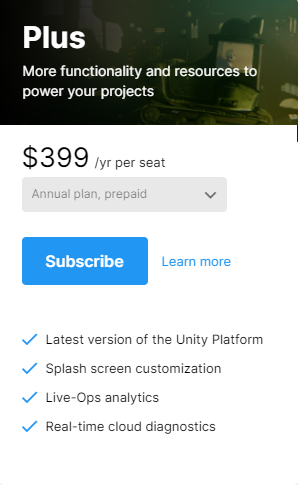 Plus
More functionality and resources to
power your projects
$399 /yr per seat
Annual plan, prepaid
Subscribe Learn more
Latest version of the Unity Platform
Splash screen customization
Live-Ops analytics
Real-time cloud diagnostics